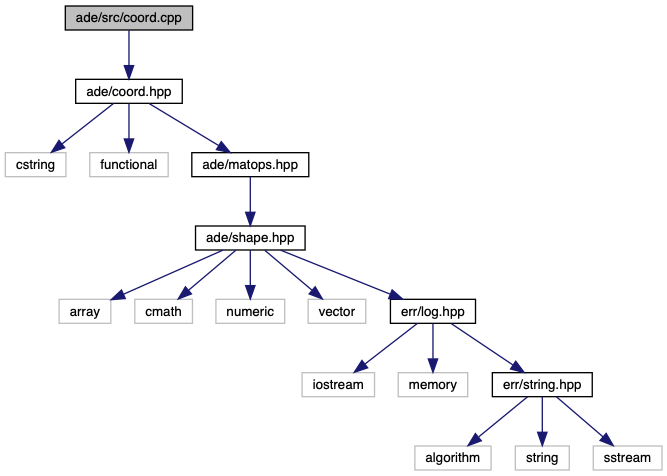 ade/src/coord.cpp
ade/coord.hpp
cstring
functional
ade/matops.hpp
ade/shape.hpp
array
cmath
numeric
vector
err/log.hpp
iostream
memory
err/string.hpp
algorithm
string
sstream